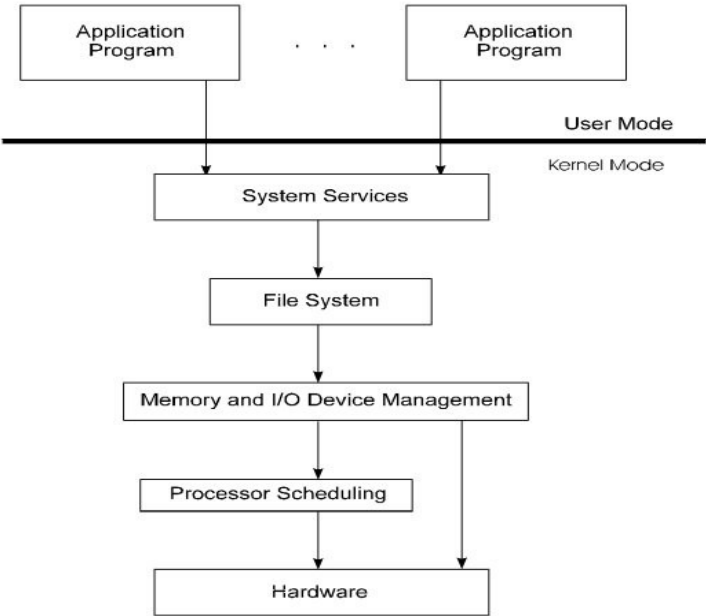 Application
Program
. . .
Application
Program
User Mode
Kernel Mode
System Services
File System
Memory and I/O Device Management
Processor Scheduling
Hardware